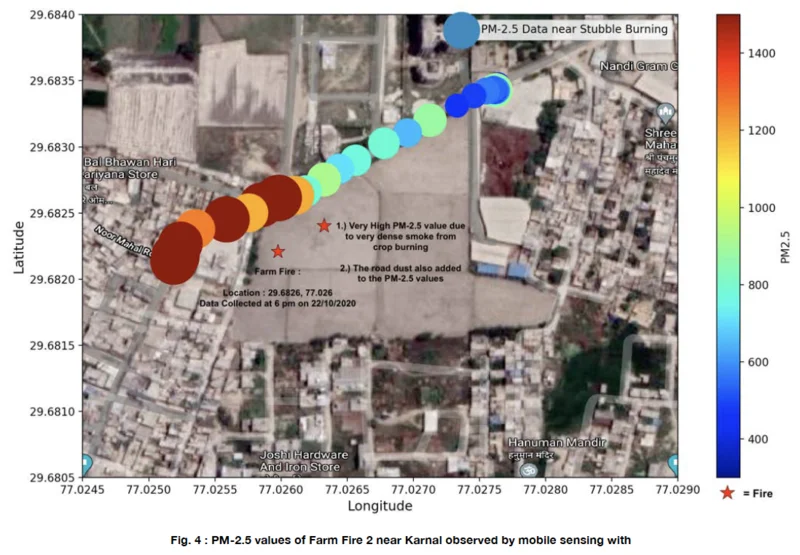 29.6840
29.6835
29.6830
29.6825
29.6820
29.6815
29.6810
29.6805
Latitude
PM-2.5 Data near Stubble Burning
Nandi Gram G
Shree
Maha
Bal Bhawan Hari
aryana Store
Noor Mahal R
1.) Very High PM-2.5 value due
to very dense smoke from
crop burning
2.) The road dust also added
to the PM-2.5 values
Farm Fire :
Location : 29.6826, 77.026
Data Collected at 6 pm on 22/10/2020
Joshi Hardware
And Iron Store
Hanuman Mandir
हनुमान मंदिर
77.0245 77.0250 77.0255 77.0260 77.0265 77.0270 77.0275 77.0280 77.0285 77.0290
Longitude
1400
1200
1000
800
600
400
PM2.5
= Fire
Fig. 4 : PM-2.5 values of Farm Fire 2 near Karnal observed by mobile sensing with